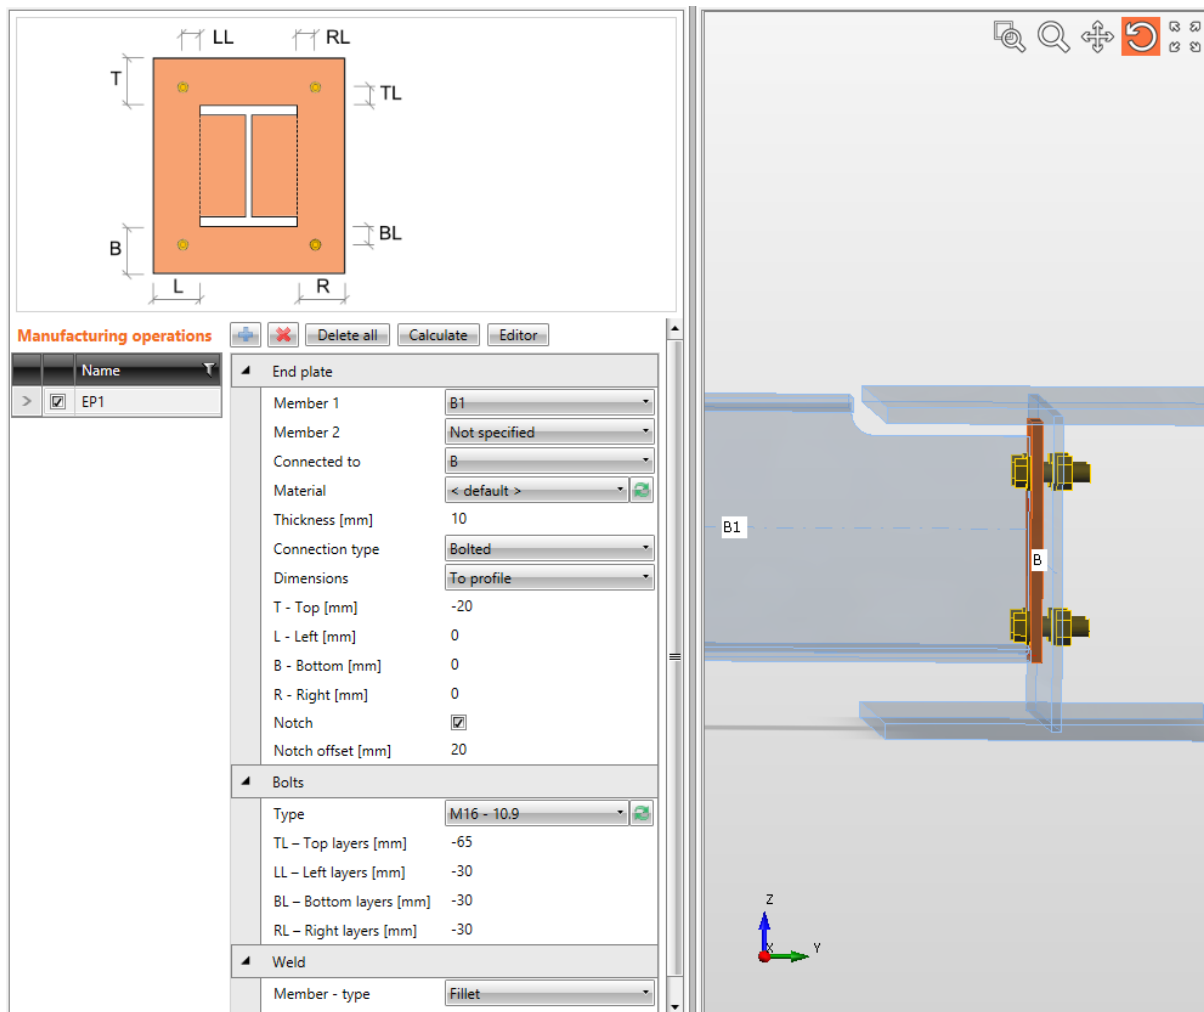 LL RL
T
TL
B
BL
L R
Manufacturing operations Delete all Calculate Editor
Name
EP1
End plate
Member 1 B1
Member 2 Not specified
Connected to B
Material < default >
Thickness [mm] 10
Connection type Bolted
Dimensions To profile
T - Top [mm] -20
L - Left [mm] 0
B - Bottom [mm] 0
R - Right [mm] 0
Notch
Notch offset [mm] 20
Bolts
Type M16 - 10.9
TL – Top layers [mm] -65
LL – Left layers [mm] -30
BL – Bottom layers [mm] -30
RL – Right layers [mm] -30
Weld
Member - type Fillet
B1
B
Z
X Y